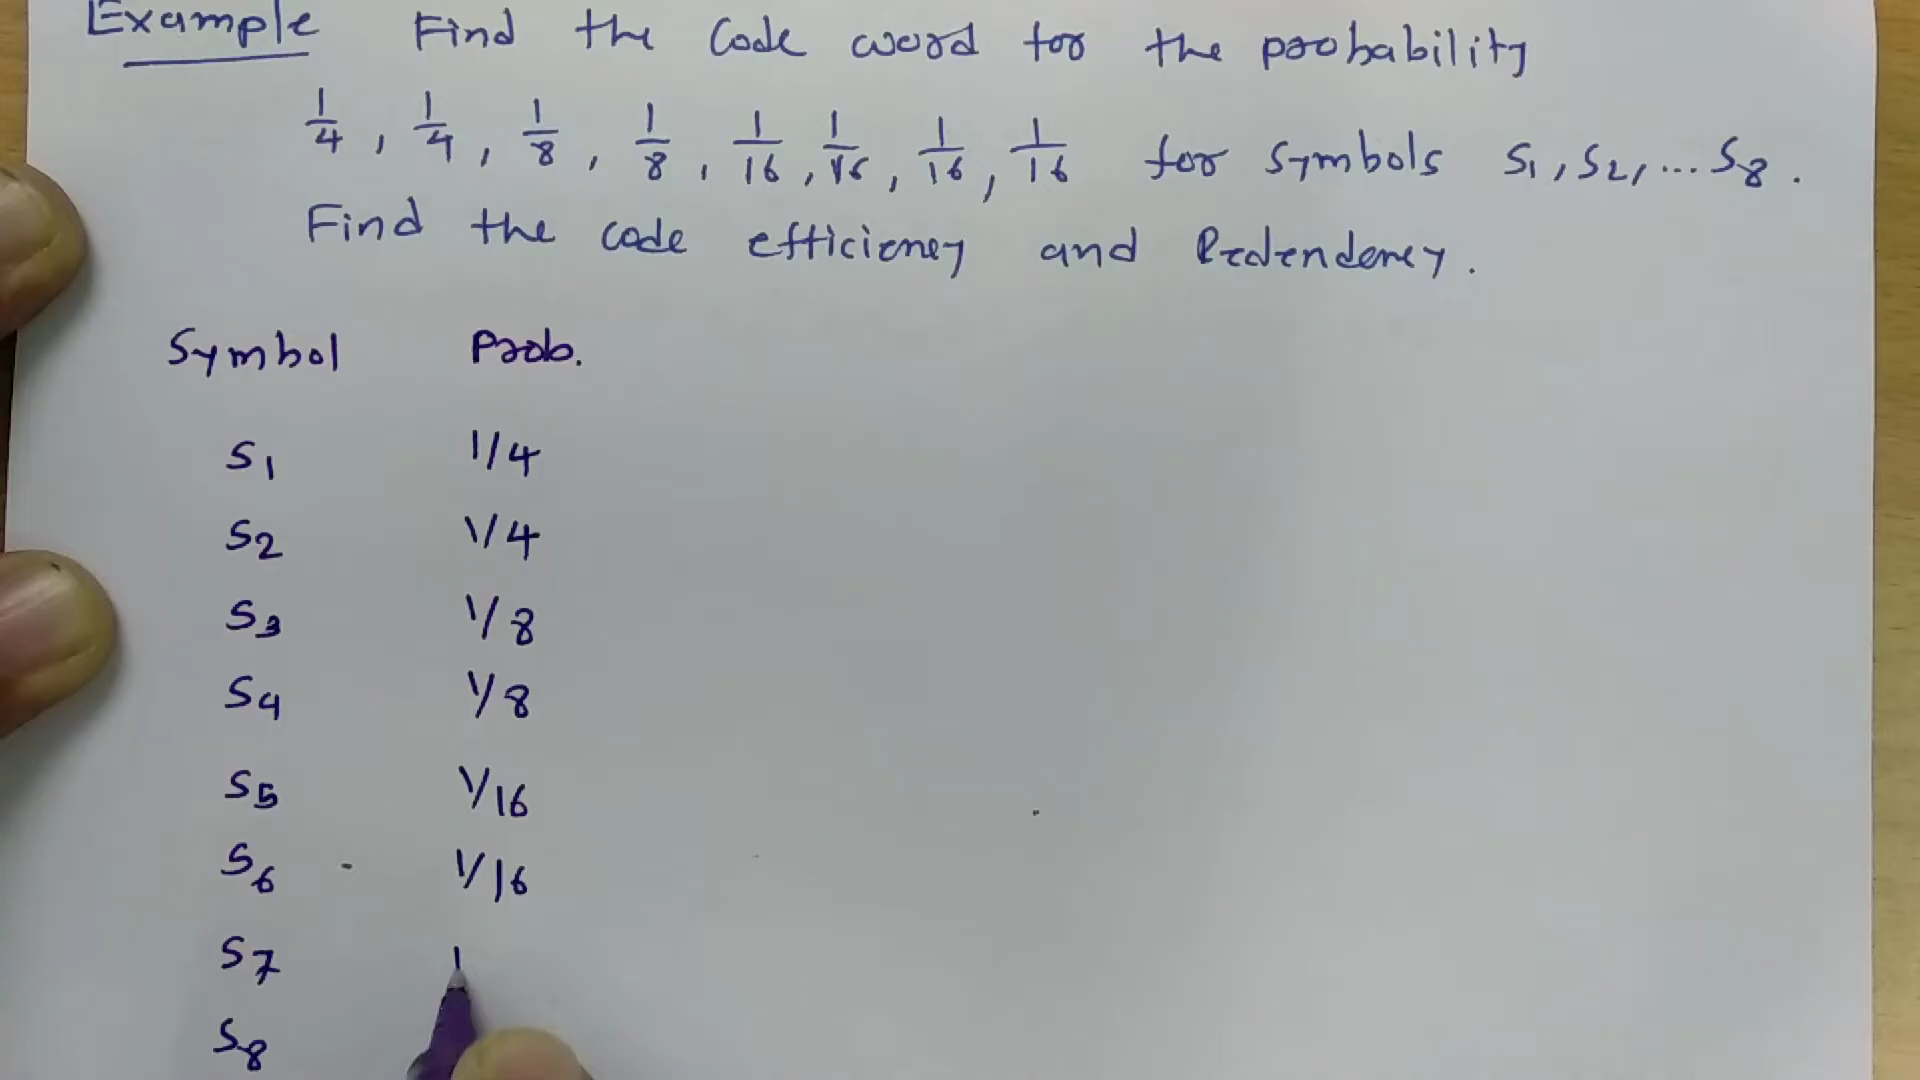 Example Find the Code word for the probability
1/4, 1/4, 1/8, 1/8, 1/16, 1/16, 1/16, 1/16 for symbols S1, S2, ... S8.
Find the code efficiency and Redendency.
Symbol Prob.
S1 1/4
S2 1/4
S3 1/8
S4 1/8
S5 1/16
S6 1/16
S7 1
S8